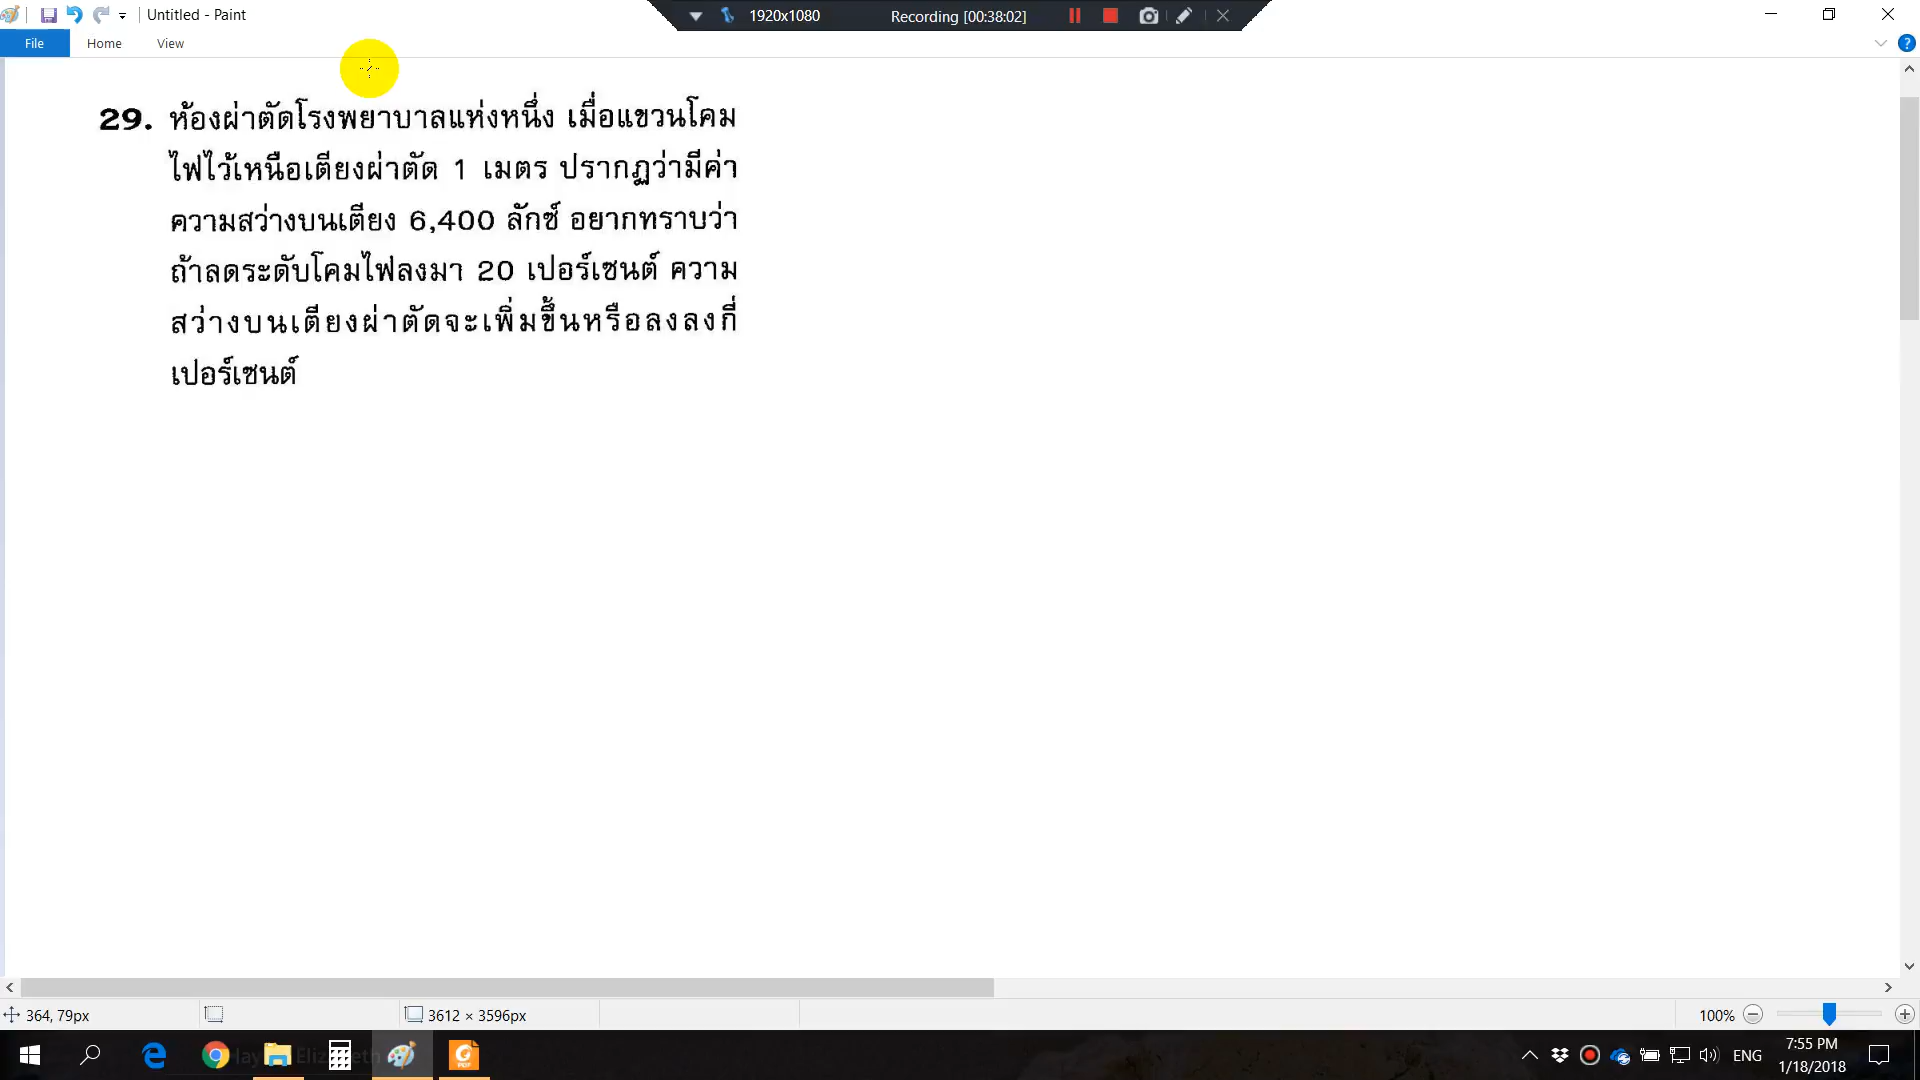 Untitled - Paint
1920x1080 Recording [00:38:02]
File Home View
29. ห้องผ่าตัดโรงพยาบาลแห่งหนึ่ง เมื่อแขวนโคม
ไฟไว้เหนือเตียงผ่าตัด 1 เมตร ปรากฏว่ามีค่า
ความสว่างบนเตียง 6,400 ลักซ์ อยากทราบว่า
ถ้าลดระดับโคมไฟลงมา 20 เปอร์เซนต์ ความ
สว่างบนเตียงผ่าตัดจะเพิ่มขึ้นหรือลงลงกี่
เปอร์เซนต์
364, 79px 3612 × 3596px 100%
ENG 7:55 PM
1/18/2018